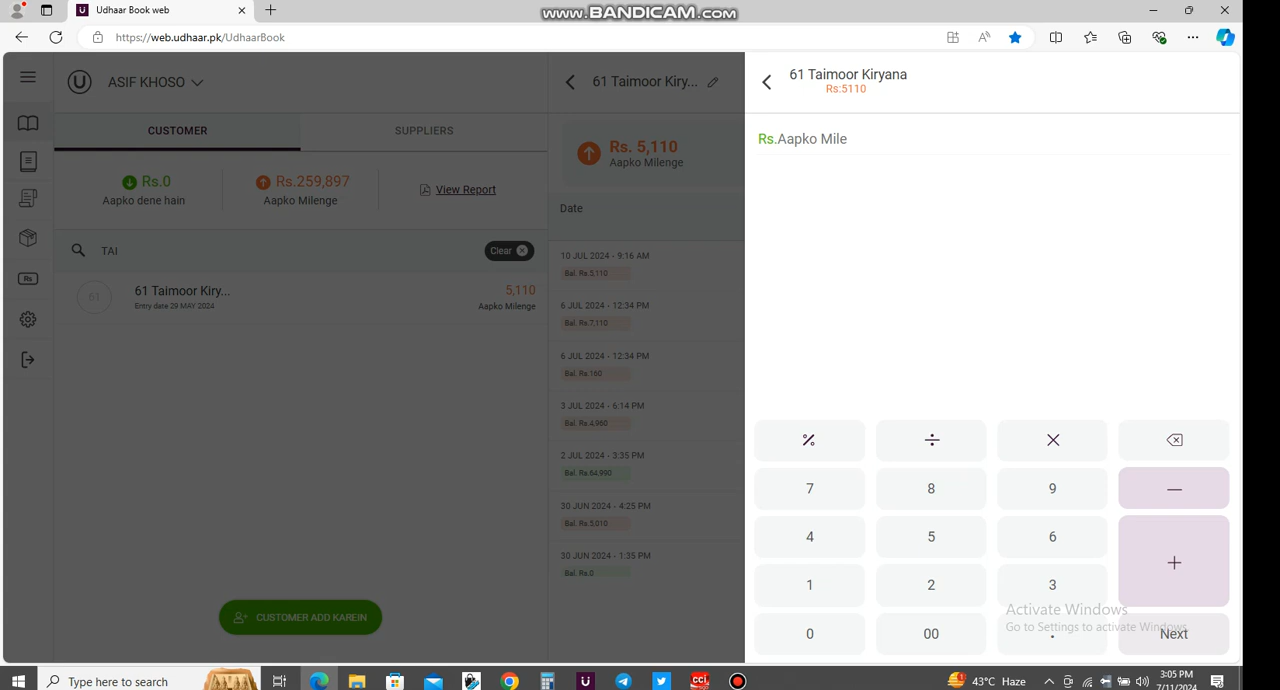 Udhaar Book web
www.BANDICAM.com
https://web.udhaar.pk/UdhaarBook
ASIF KHOSO
CUSTOMER
SUPPLIERS
Rs.0
Aapko dene hain
Rs.259,897
Aapko Milenge
View Report
TAI
Clear
61
61 Taimoor Kiry...
Entry date 29 MAY 2024
5,110
Aapko Milenge
CUSTOMER ADD KAREIN
Rs
61 Taimoor Kiry...
Rs. 5,110
Aapko Milenge
Date
10 JUL 2024 - 9:16 AM
Bal. Rs.5,110
6 JUL 2024 - 12:34 PM
Bal. Rs.7,110
6 JUL 2024 - 12:34 PM
Bal. Rs.160
3 JUL 2024 - 6:14 PM
Bal. Rs.4,960
2 JUL 2024 - 3:35 PM
Bal. Rs.64,990
30 JUN 2024 - 4:25 PM
Bal. Rs.5,010
30 JUN 2024 - 1:35 PM
Bal. Rs.0
61 Taimoor Kiryana
Rs:5110
Rs.Aapko Mile
% ÷ ×
7 8 9 —
4 5 6 +
1 2 3
0 00 . Next
Activate Windows
Go to Settings to activate Windows.
Type here to search
CCI
43°C Haze
3:05 PM
7/11/2024